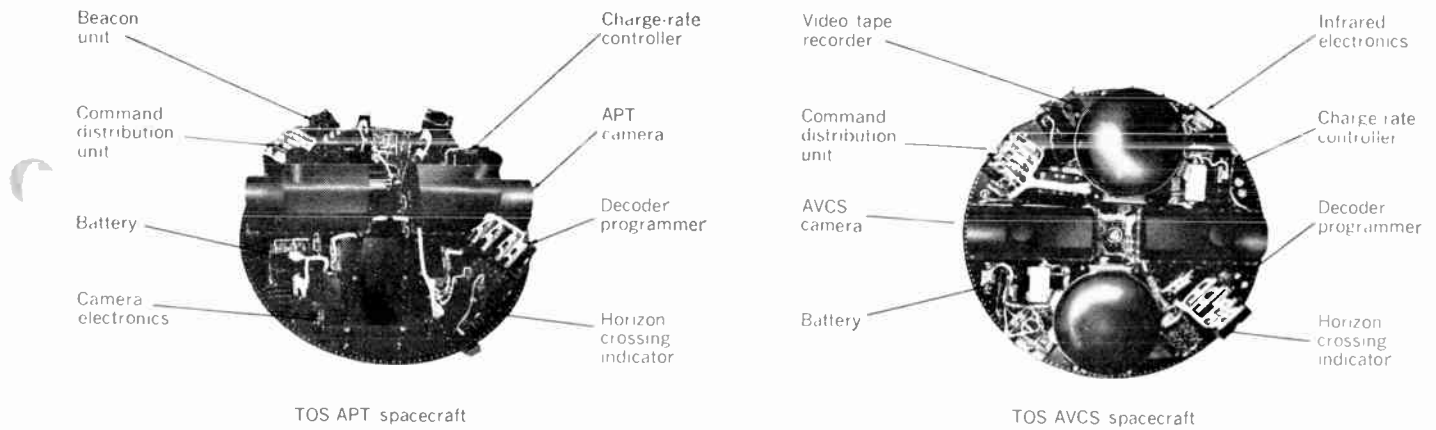 Beacon
unit
Charge-rate
controller
Command
distribution
unit
APT
camera
Battery
Decoder
programmer
Camera
electronics
Horizon
crossing
indicator
TOS APT spacecraft
Video tape
recorder
Infrared
electronics
Command
distribution
unit
Charge rate
controller
AVCS
camera
Decoder
programmer
Battery
Horizon
crossing
indicator
TOS AVCS spacecraft